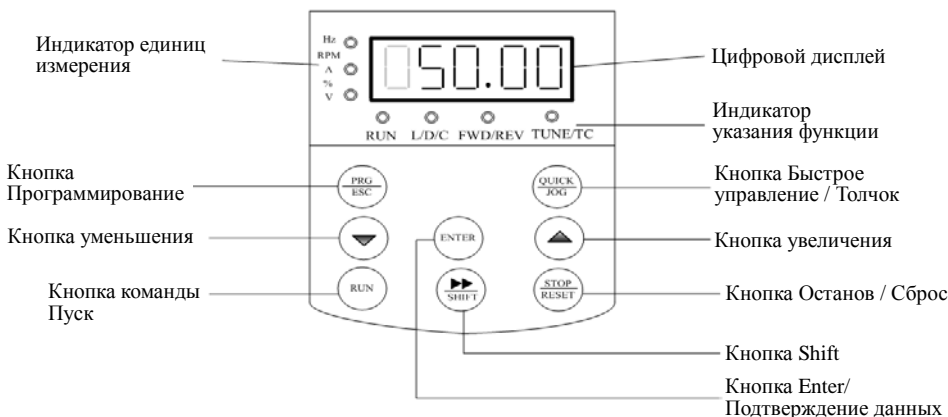 Индикатор единиц
измерения
Hz
RPM
A
%
V
50.00
RUN L/D/C FWD/REV TUNE/TC
Цифровой дисплей
Индикатор
указания функции
Кнопка
Программирование
PRG
ESC
QUICK
JOG
Кнопка Быстрое
управление / Толчок
Кнопка уменьшения
ENTER
Кнопка увеличения
Кнопка команды
Пуск
RUN
SHIFT
STOP
RESET
Кнопка Останов / Сброс
Кнопка Shift
Кнопка Enter/
Подтверждение данных